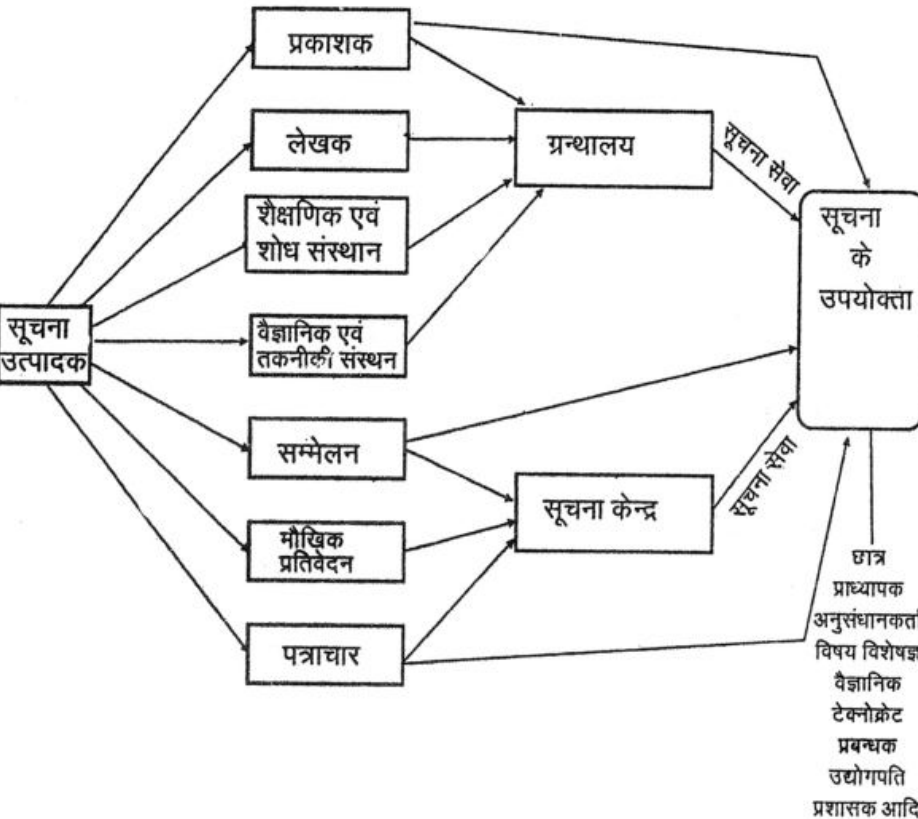 प्रकाशक
लेखक
शैक्षणिक एवं
शोध संस्थान
वैज्ञानिक एवं
तकनीकी संस्थन
सम्मेलन
मौखिक
प्रतिवेदन
पत्राचार
सूचना
उत्पादक
ग्रन्थालय
सूचना केन्द्र
सूचना सेवा
सूचना सेवा
सूचना
के
उपयोक्ता
छात्र
प्राध्यापक
अनुसंधानकर्ता
विषय विशेषज्ञ
वैज्ञानिक
टेक्नोक्रेट
प्रबन्धक
उद्योगपति
प्रशासक आदि